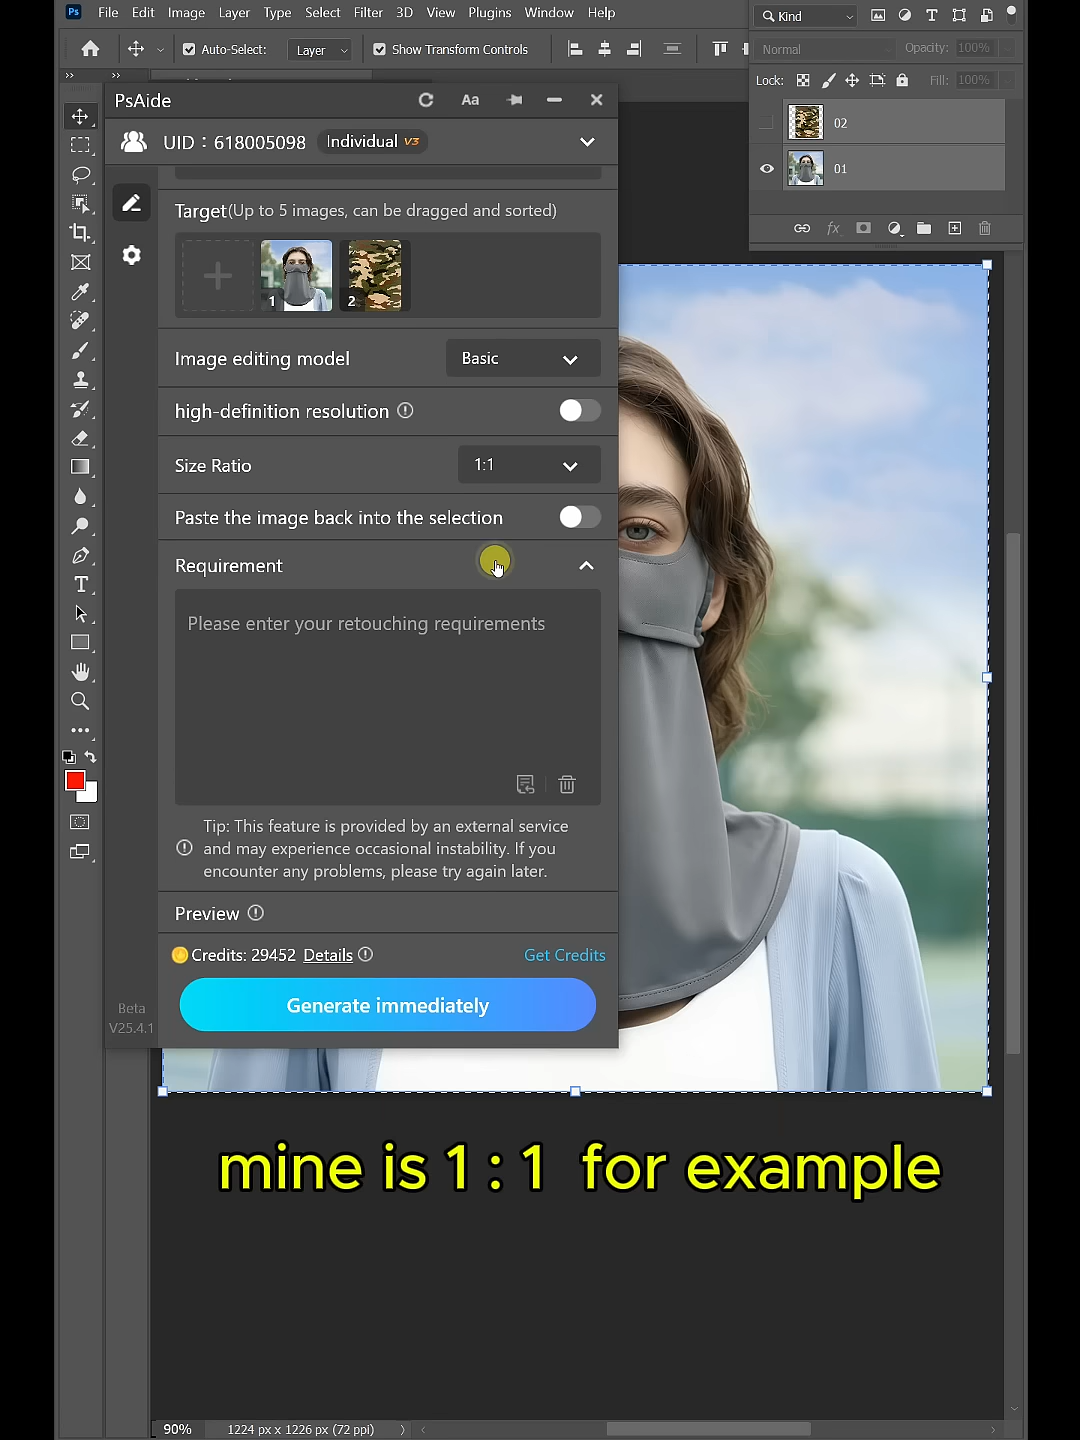 Ps File Edit Image Layer Type Select Filter 3D View Plugins Window Help
Auto-Select: Layer Show Transform Controls
Kind
Normal Opacity: 100%
Lock: Fill: 100%
02
01
PsAide Aa
UID：618005098 Individual V3
Target(Up to 5 images, can be dragged and sorted)
1 2
Image editing model Basic
high-definition resolution
Size Ratio 1:1
Paste the image back into the selection
Requirement
Please enter your retouching requirements
Tip: This feature is provided by an external service
and may experience occasional instability. If you
encounter any problems, please try again later.
Preview
Credits: 29452 Details Get Credits
Generate immediately
Beta
V25.4.1
mine is 1 : 1 for example
90% 1224 px x 1226 px (72 ppi)